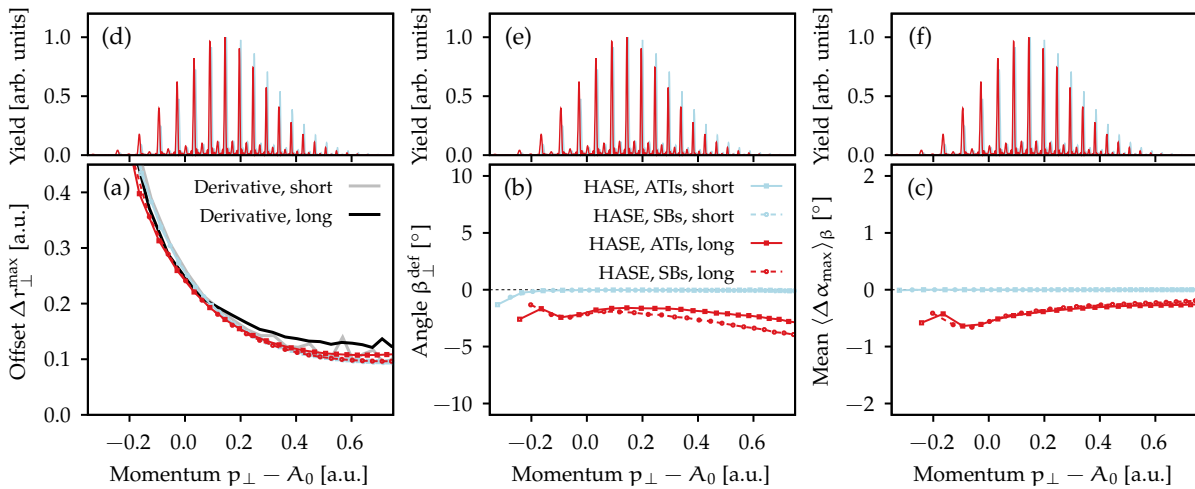 (d)
Yield [arb. units]
1.0
0.5
0.0
(e)
Yield [arb. units]
1.0
0.5
0.0
(f)
Yield [arb. units]
1.0
0.5
0.0
(a)
Derivative, short
Derivative, long
Offset Δr⊥^max [a.u.]
0.4
0.3
0.2
0.1
0.0
−0.2 0.0 0.2 0.4 0.6
Momentum p⊥ − A₀ [a.u.]
(b)
HASE, ATIs, short
HASE, SBs, short
HASE, ATIs, long
HASE, SBs, long
Angle β⊥^def [°]
10
5
0
−5
−10
−0.2 0.0 0.2 0.4 0.6
Momentum p⊥ − A₀ [a.u.]
(c)
Mean ⟨Δα_max⟩_β [°]
2
1
0
−1
−2
−0.2 0.0 0.2 0.4 0.6
Momentum p⊥ − A₀ [a.u.]